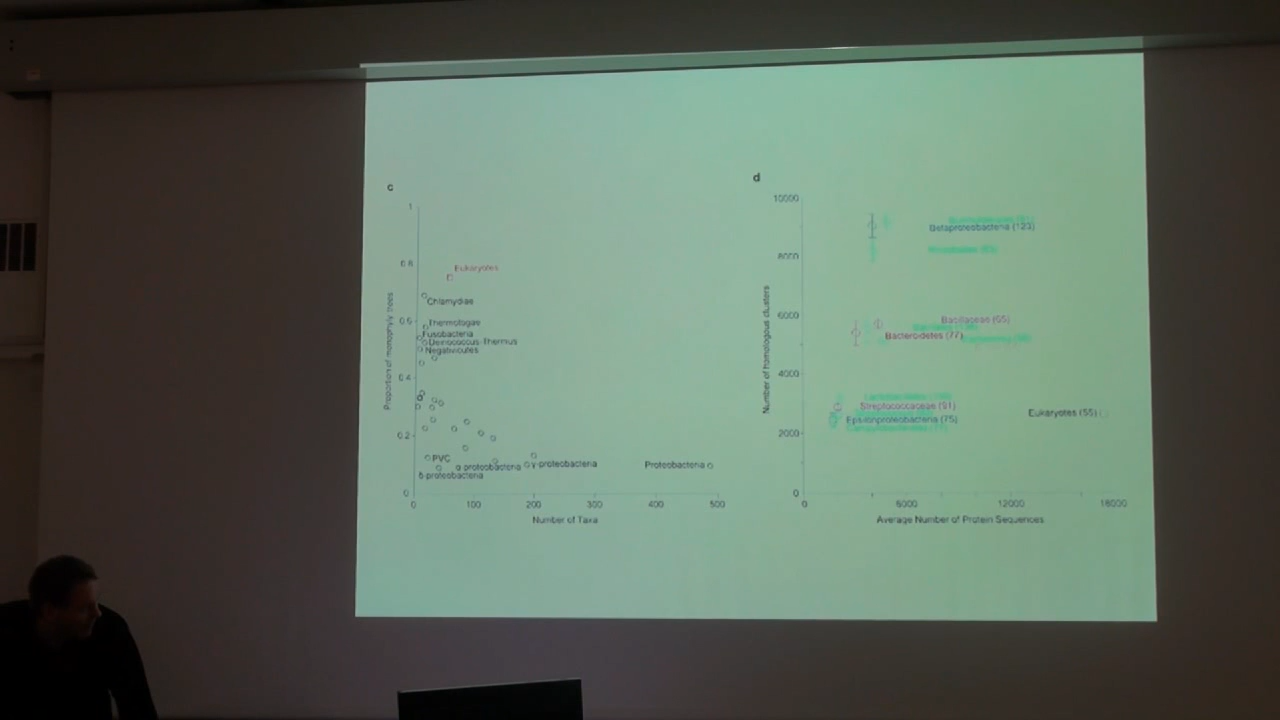 c
1
0.8
0.6
0.4
0.2
0
Proportion of monophyly trees
Eukaryotes
Chlamydiae
Thermotogae
Fusobacteria
Deinococcus-Thermus
Negativicutes
PVC
α proteobacteria
γ-proteobacteria
Proteobacteria
δ proteobacteria
0 100 200 300 400 500
Number of Taxa
d
10000
8000
6000
4000
2000
0
Number of homologous clusters
Betaproteobacteria (123)
Bacillaceae (65)
Bacteroidetes (77)
Streptococcaceae (91)
Eukaryotes (55)
Epsilonproteobacteria (75)
0 6000 12000 18000
Average Number of Protein Sequences